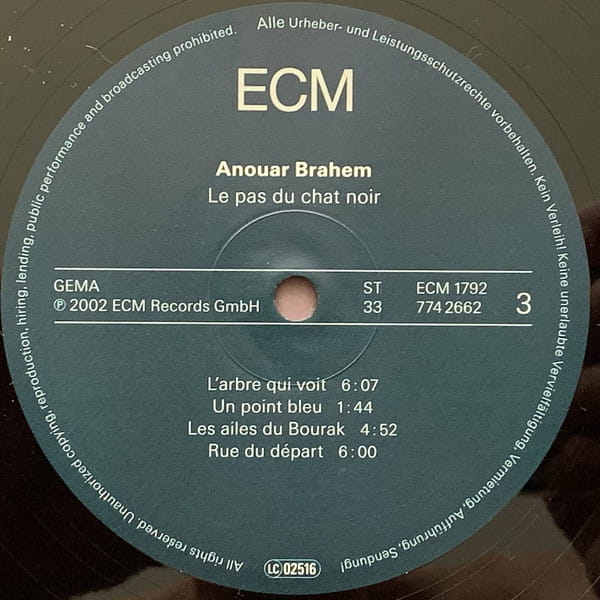 ECM
Anouar Brahem
Le pas du chat noir
GEMA ST ECM 1792
℗ 2002 ECM Records GmbH 33 774 2662 3
L'arbre qui voit 6:07
Un point bleu 1:44
Les ailes du Bourak 4:52
Rue du départ 6:00
LC 02516
Alle Urheber- und Leistungsschutzrechte vorbehalten. Kein Verleih! Keine unerlaubte Vervielfältigung, Vermietung, Aufführung, Sendung!
All rights reserved. Unauthorized copying, reproduction, hiring, lending, public performance and broadcasting prohibited.